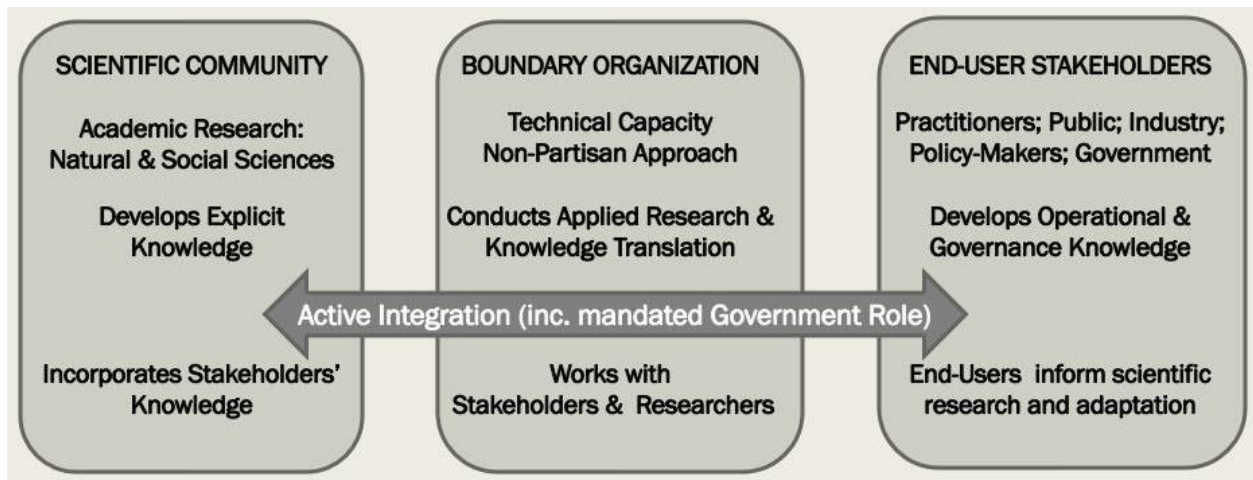 SCIENTIFIC COMMUNITY
Academic Research:
Natural & Social Sciences
Develops Explicit
Knowledge
Incorporates Stakeholders'
Knowledge
BOUNDARY ORGANIZATION
Technical Capacity
Non-Partisan Approach
Conducts Applied Research &
Knowledge Translation
Works with
Stakeholders & Researchers
END-USER STAKEHOLDERS
Practitioners; Public; Industry;
Policy-Makers; Government
Develops Operational &
Governance Knowledge
End-Users inform scientific
research and adaptation
Active Integration (inc. mandated Government Role)